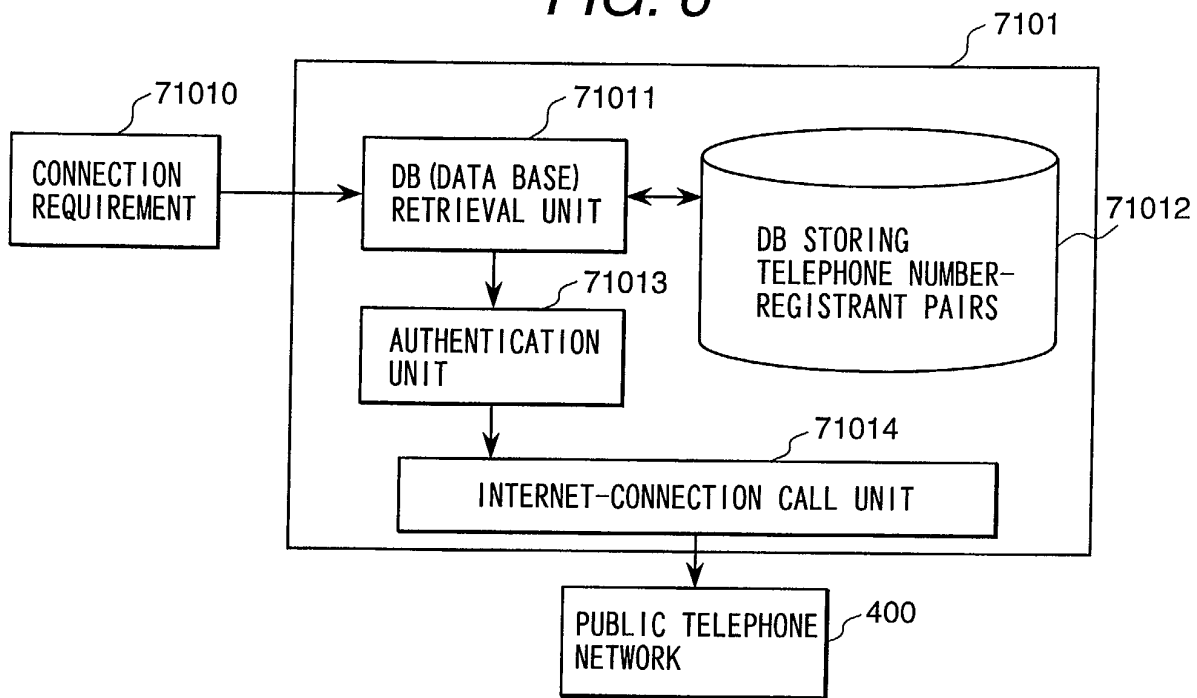 FIG.
7101
71010
71011
CONNECTION
REQUIREMENT
DB (DATA BASE)
RETRIEVAL UNIT
71012
DB STORING
TELEPHONE NUMBER-
REGISTRANT PAIRS
71013
AUTHENTICATION
UNIT
71014
INTERNET-CONNECTION CALL UNIT
400
PUBLIC TELEPHONE
NETWORK